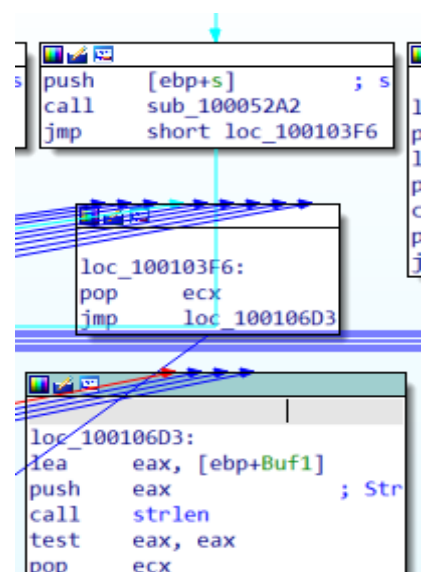 push [ebp+s] ; s
call sub_100052A2
jmp short loc_100103F6
loc_100103F6:
pop ecx
jmp loc_100106D3
loc_100106D3:
lea eax, [ebp+Buf1]
push eax ; Str
call strlen
test eax, eax
pop ecx